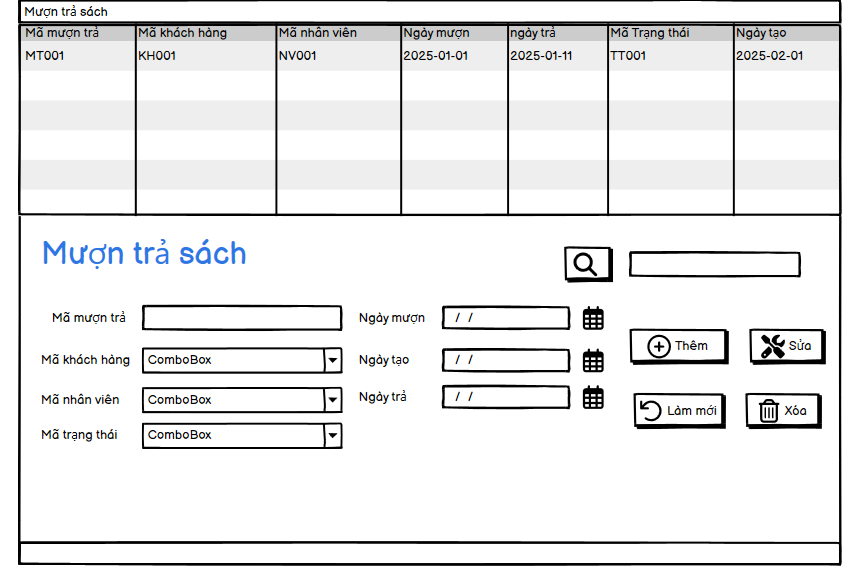 Mượn trả sách
Mã mượn trả Mã khách hàng Mã nhân viên Ngày mượn ngày trả Mã Trạng thái Ngày tạo
MT001 KH001 NV001 2025-01-01 2025-01-11 TT001 2025-02-01
Mượn trả sách
Mã mượn trả Ngày mượn / /
Thêm Sửa
Mã khách hàng ComboBox Ngày tạo / /
Mã nhân viên ComboBox Ngày trả / /
Làm mới Xóa
Mã trạng thái ComboBox